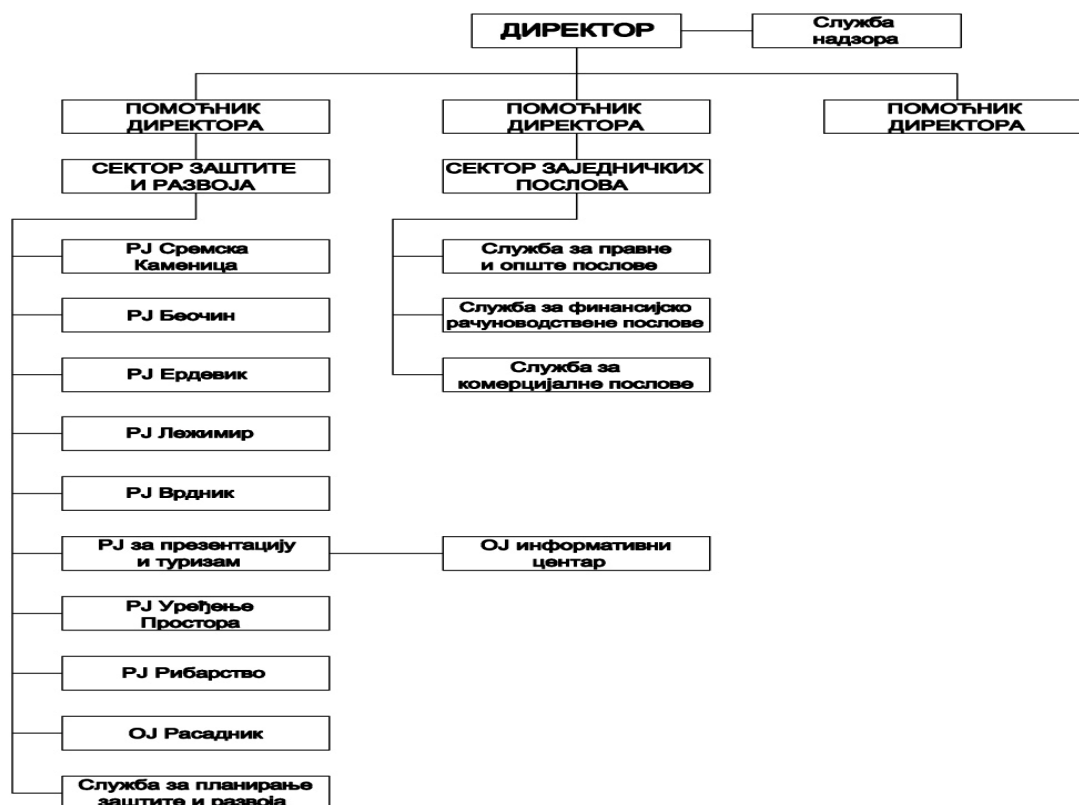 ДИРЕКТОР
Служба
надзора
ПОМОЋНИК
ДИРЕКТОРА
ПОМОЋНИК
ДИРЕКТОРА
ПОМОЋНИК
ДИРЕКТОРА
СЕКТОР ЗАШТИТЕ
И РАЗВОЈА
СЕКТОР ЗАЈЕДНИЧКИХ
ПОСЛОВА
РЈ Сремска
Каменица
РЈ Беочин
РЈ Ердевик
РЈ Лежимир
РЈ Врдник
РЈ за презентацију
и туризам
РЈ Уређење
Простора
РЈ Рибарство
ОЈ Расадник
Служба за планирање
заштите и развоја
Служба за правне
и опште послове
Служба за финансијско
рачуноводствене послове
Служба за
комерцијалне послове
ОЈ информативни
центар